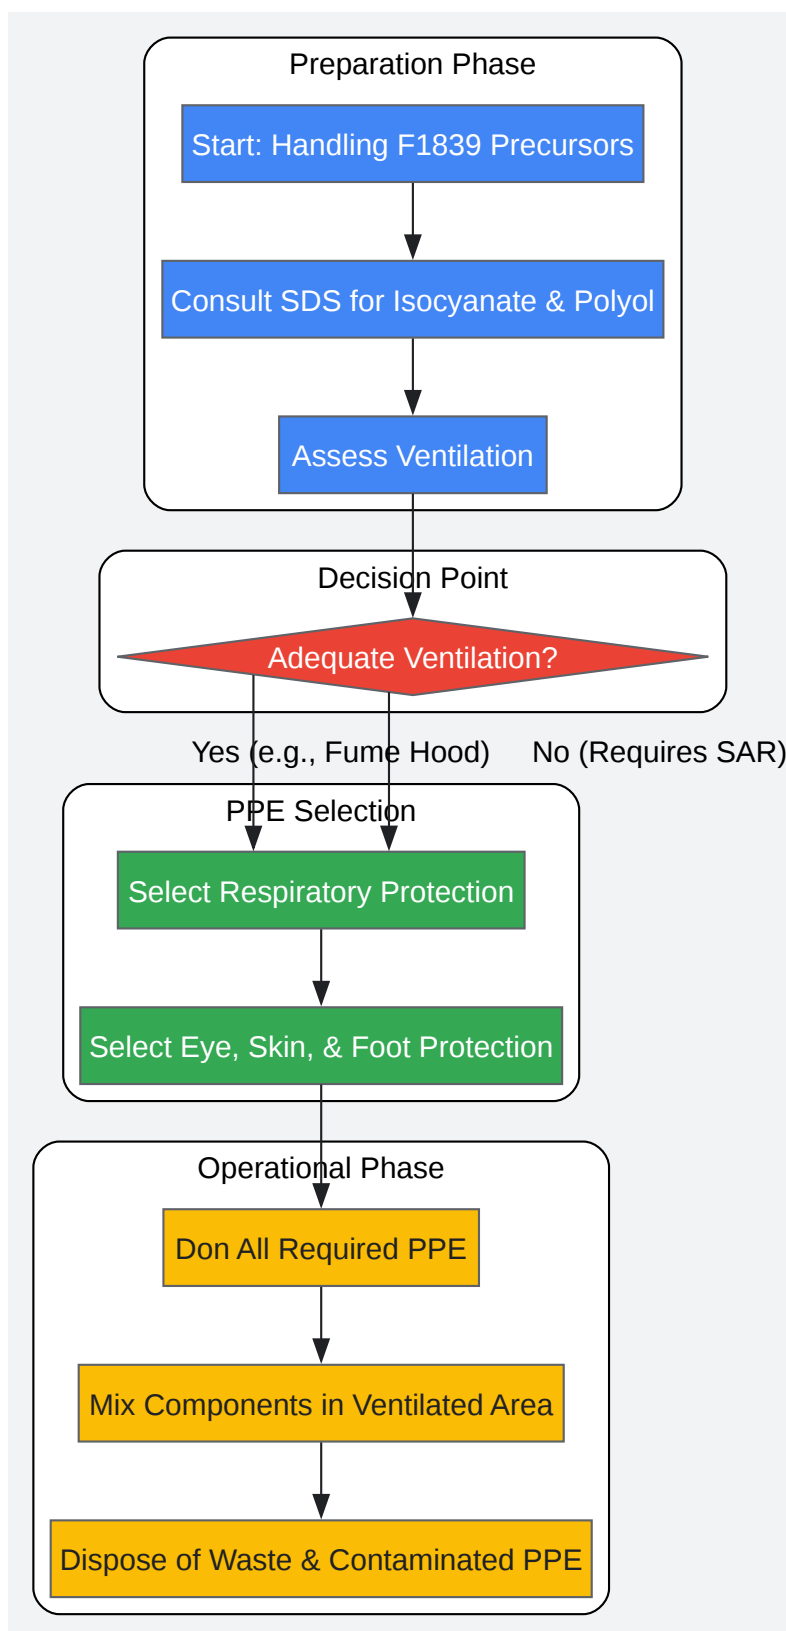 Preparation Phase
Start: Handling F1839 Precursors
Consult SDS for Isocyanate & Polyol
Assess Ventilation
Decision Point
Adequate Ventilation?
Yes (e.g., Fume Hood)
No (Requires SAR)
PPE Selection
Select Respiratory Protection
Select Eye, Skin, & Foot Protection
Operational Phase
Don All Required PPE
Mix Components in Ventilated Area
Dispose of Waste & Contaminated PPE